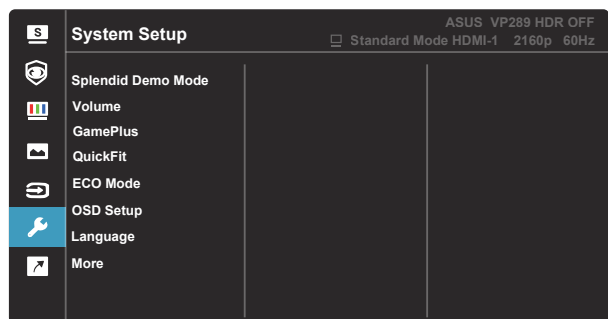 S
System Setup
ASUS VP289 HDR OFF
Standard Mode HDMI-1 2160p 60Hz
Splendid Demo Mode
Volume
GamePlus
QuickFit
ECO Mode
OSD Setup
Language
More